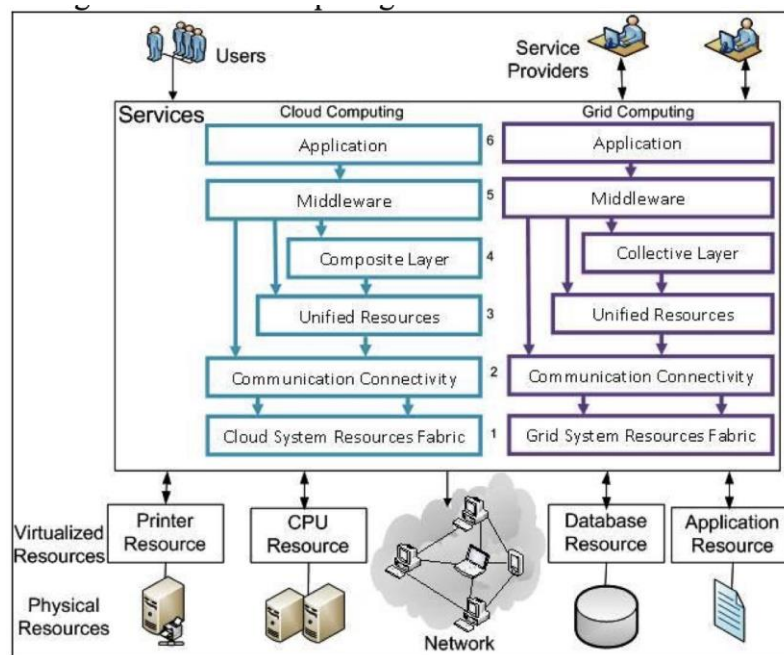 Users
Service
Providers
Services
Cloud Computing
Grid Computing
Application
6
Application
Middleware
5
Middleware
Composite Layer
4
Collective Layer
Unified Resources
3
Unified Resources
Communication Connectivity
2
Communication Connectivity
Cloud System Resources Fabric
1
Grid System Resources Fabric
Virtualized
Resources
Printer
Resource
CPU
Resource
Database
Resource
Application
Resource
Physical
Resources
Network